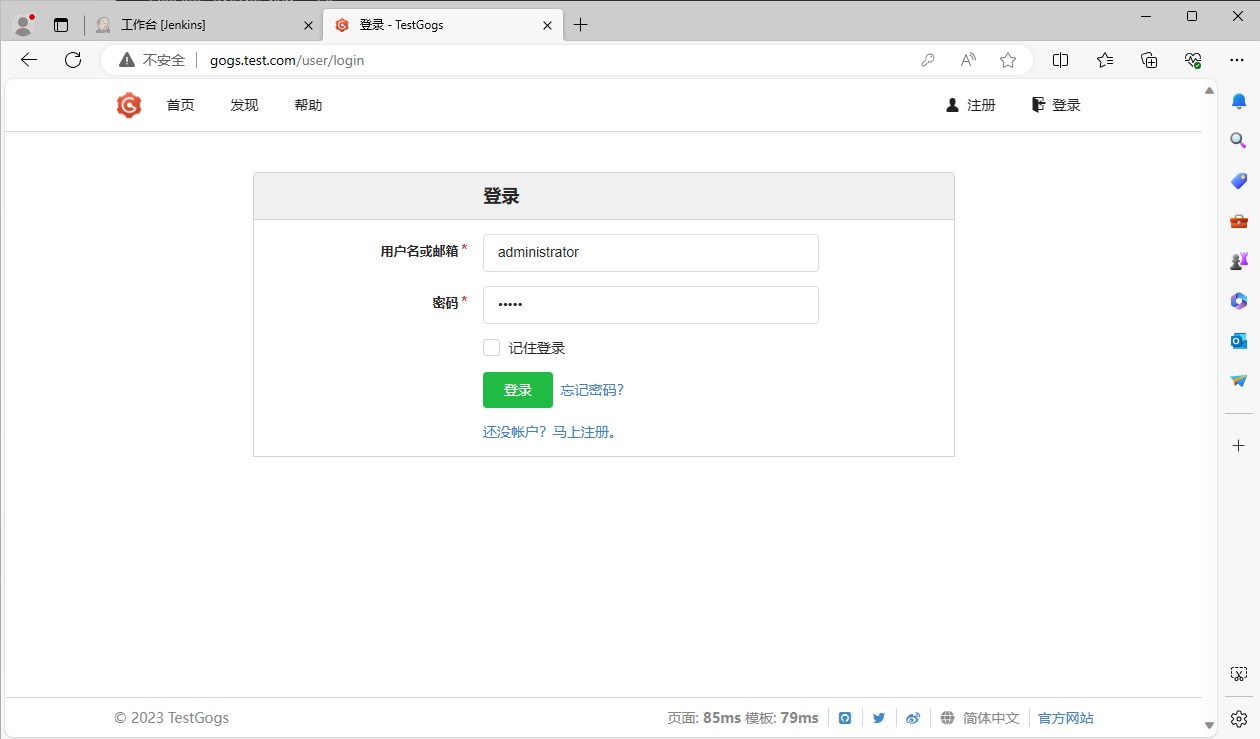 工作台 [Jenkins]
登录 - TestGogs
不安全 gogs.test.com/user/login
首页 发现 帮助 注册 登录
登录
用户名或邮箱* administrator
密码* •••••
记住登录
登录 忘记密码?
还没帐户？马上注册。
© 2023 TestGogs 页面: 85ms 模板: 79ms 简体中文 官方网站